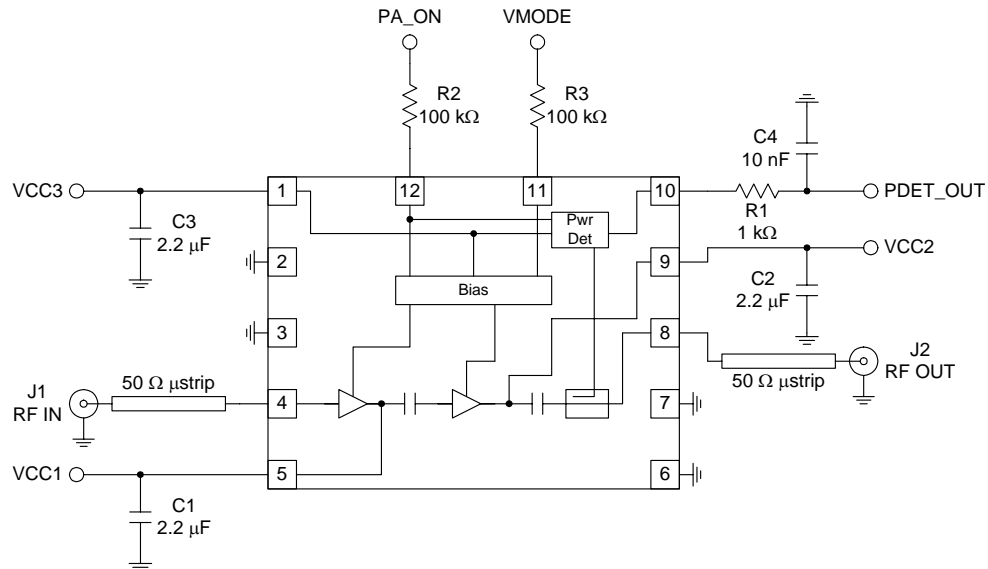 PA_ON
VMODE
R2
100 kΩ
R3
100 kΩ
C4
10 nF
VCC3
1
12
11
10
PDET_OUT
R1
1 kΩ
C3
2.2 µF
Pwr
Det
VCC2
2
9
Bias
C2
2.2 µF
3
8
J2
RF OUT
50 Ω µstrip
J1
RF IN
50 Ω µstrip
4
7
VCC1
5
6
C1
2.2 µF